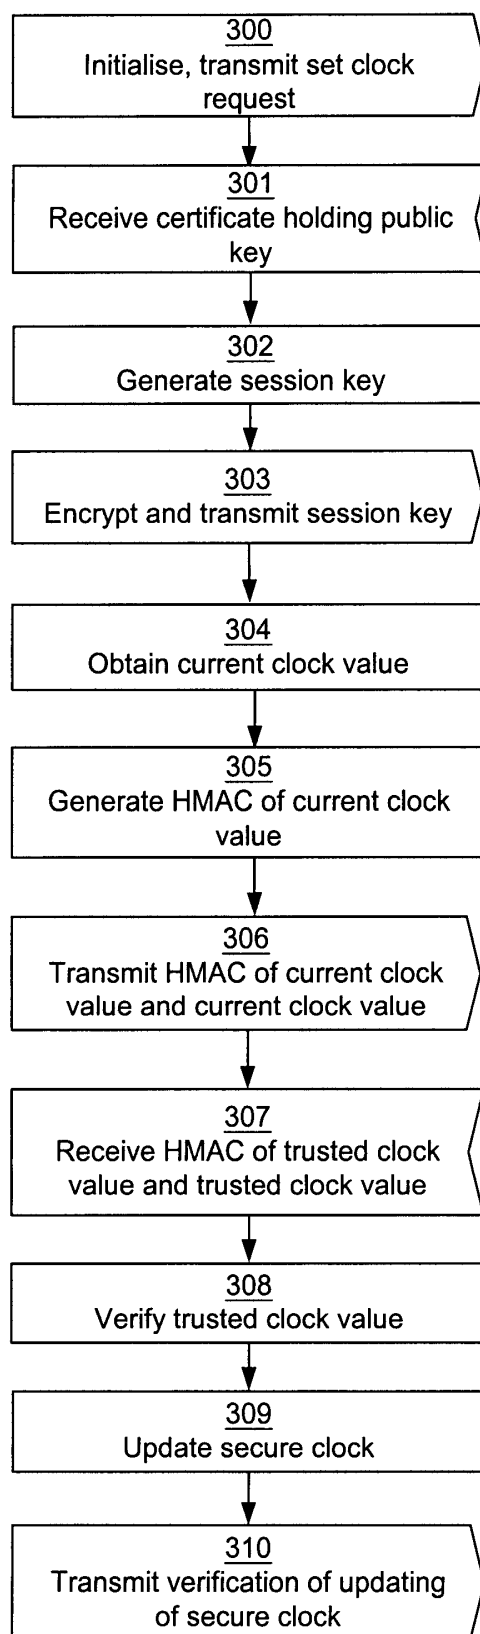 300
Initialise, transmit set clock
request
301
Receive certificate holding public
key
302
Generate session key
303
Encrypt and transmit session key
304
Obtain current clock value
305
Generate HMAC of current clock
value
306
Transmit HMAC of current clock
value and current clock value
307
Receive HMAC of trusted clock
value and trusted clock value
308
Verify trusted clock value
309
Update secure clock
310
Transmit verification of updating
of secure clock